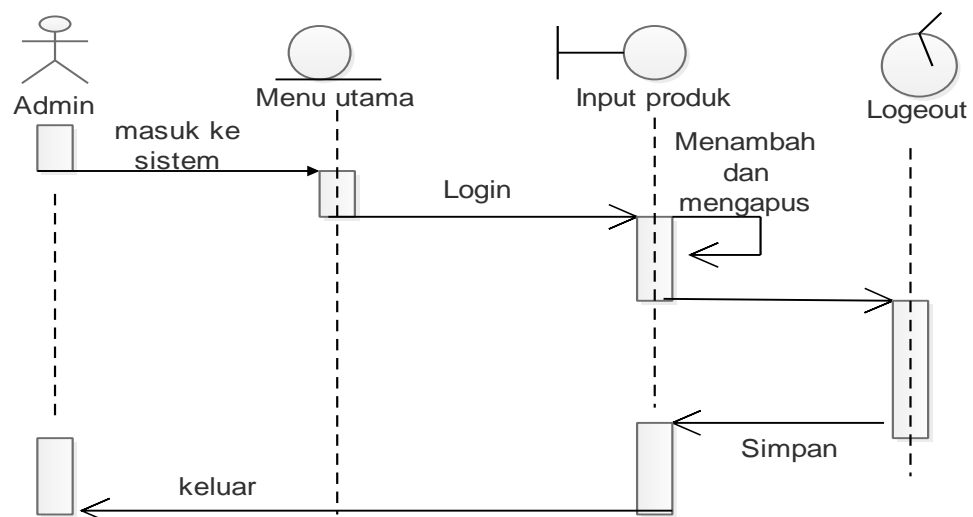 Admin
Menu utama
Input produk
Logeout
masuk ke
sistem
Menambah
dan
mengapus
Login
Simpan
keluar